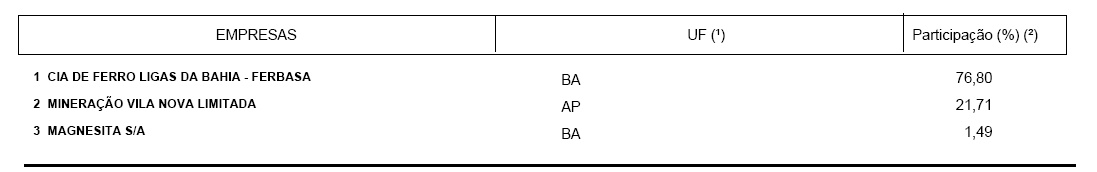 EMPRESAS UF (¹) Participação (%) (²)
1 CIA DE FERRO LIGAS DA BAHIA - FERBASA BA 76,80
2 MINERAÇÃO VILA NOVA LIMITADA AP 21,71
3 MAGNESITA S/A BA 1,49